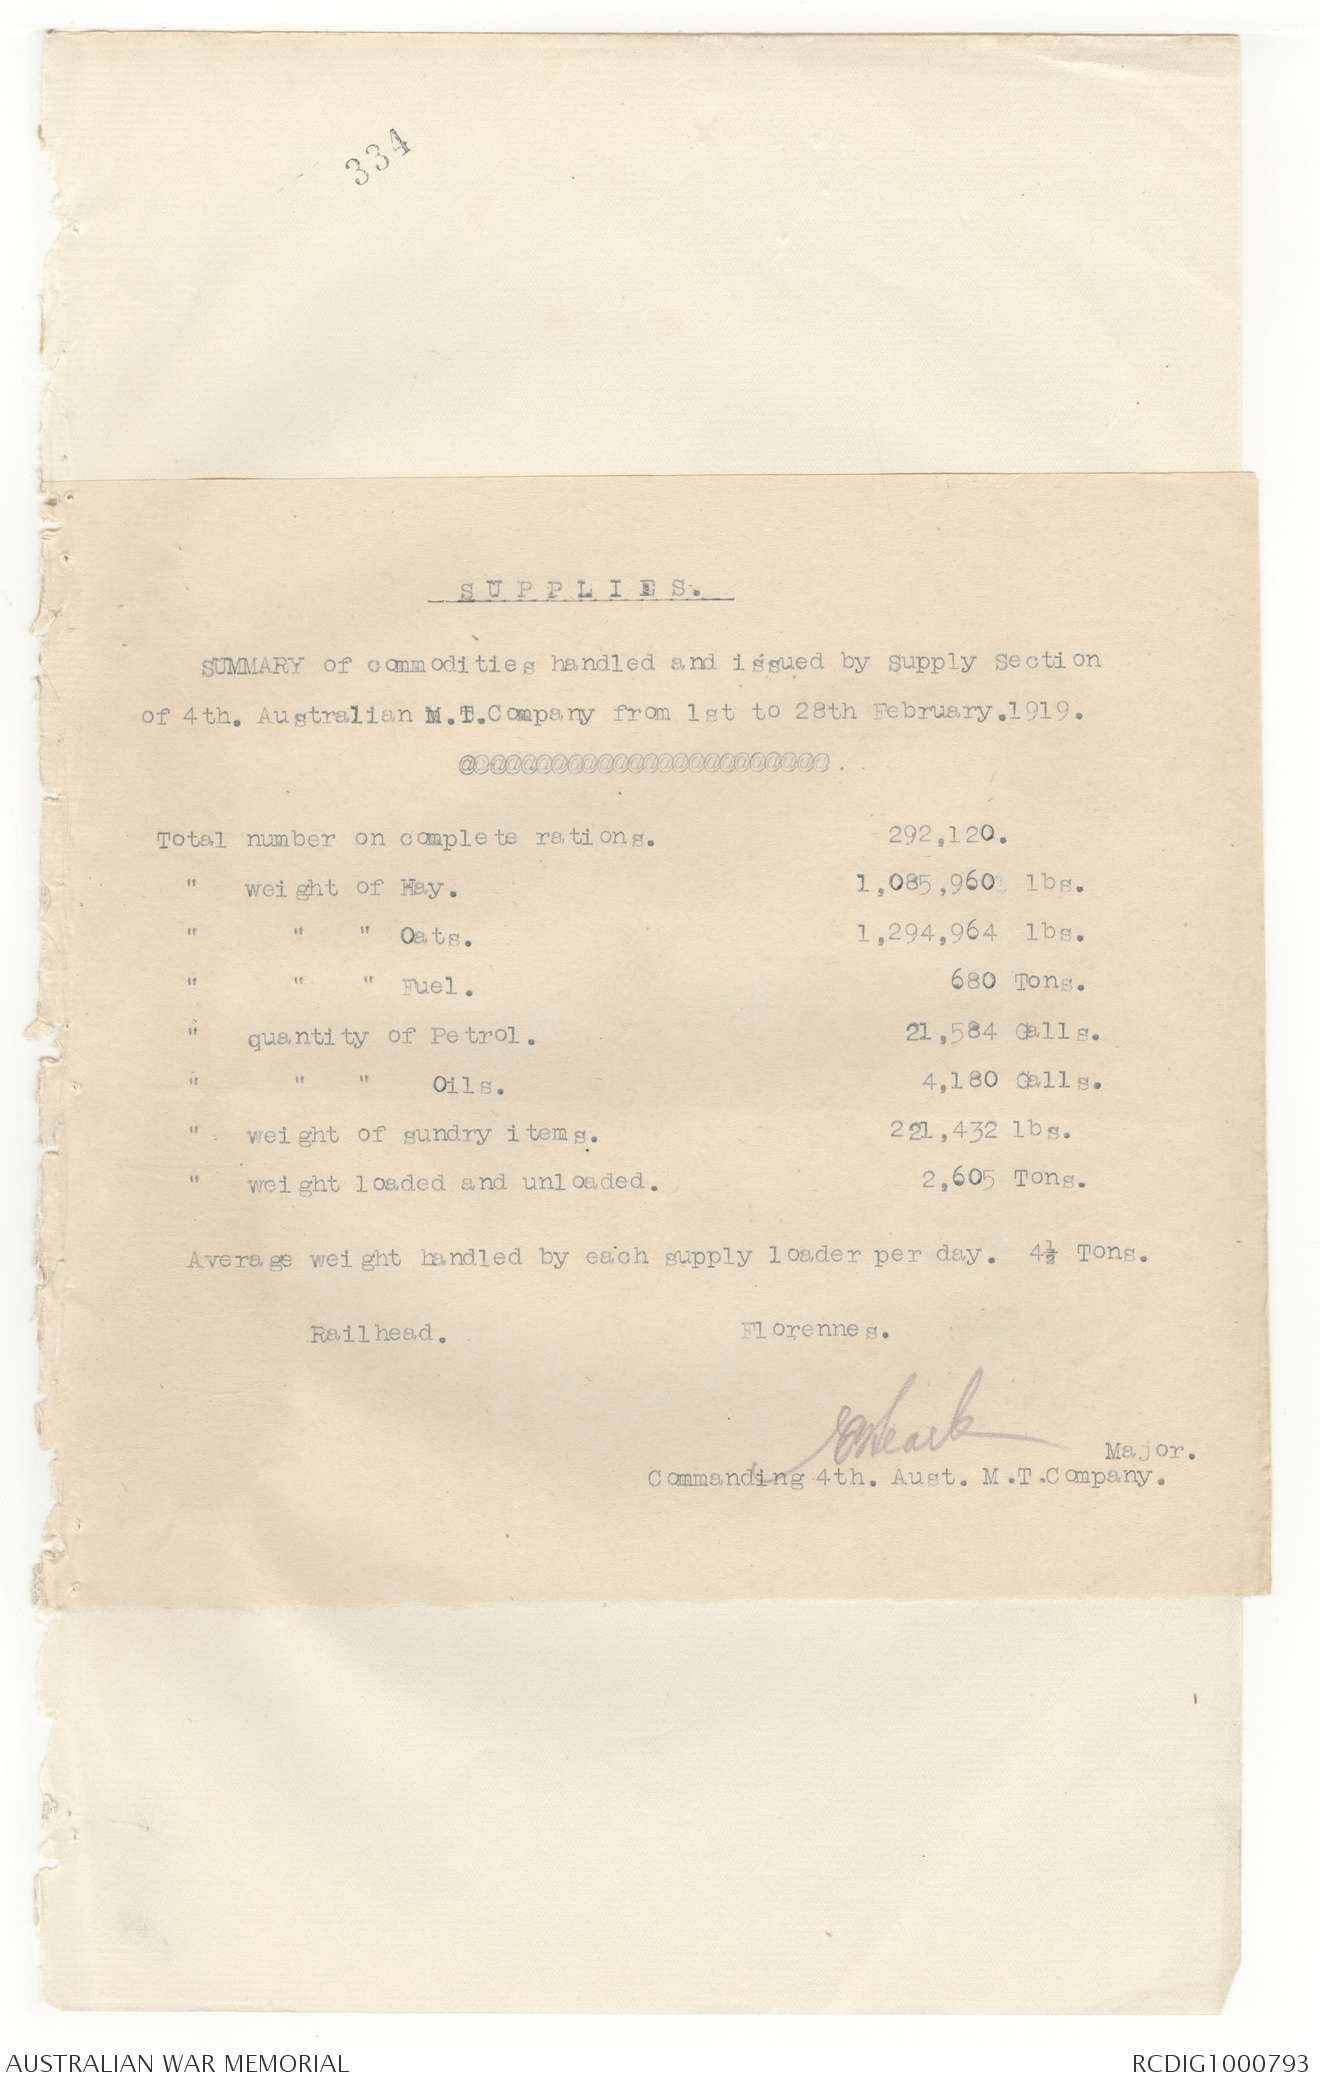 334
SUPPLIES.
SUMMARY of commodities handled and issued by Supply Section
of 4th. Australian M.T.Company from 1st to 28th February.1919.
@@@@@@@@@@@@@@@@@@@@@@@@.
Total number on complete rations. 292,120.
" weight of Hay. 1,085,960 lbs.
" " " Oats. 1,294,964 lbs.
" " " Fuel. 680 Tons.
" quantity of Petrol. 21,584 Galls.
" " " Oils. 4,180 Galls.
" weight of sundry items. 221,432 lbs.
" weight loaded and unloaded. 2,605 Tons.
Average weight handled by each supply loader per day. 4½ Tons.
Railhead. Florennes.
Major.
Commanding 4th. Aust. M.T.Company.
AUSTRALIAN WAR MEMORIAL RCDIG1000793